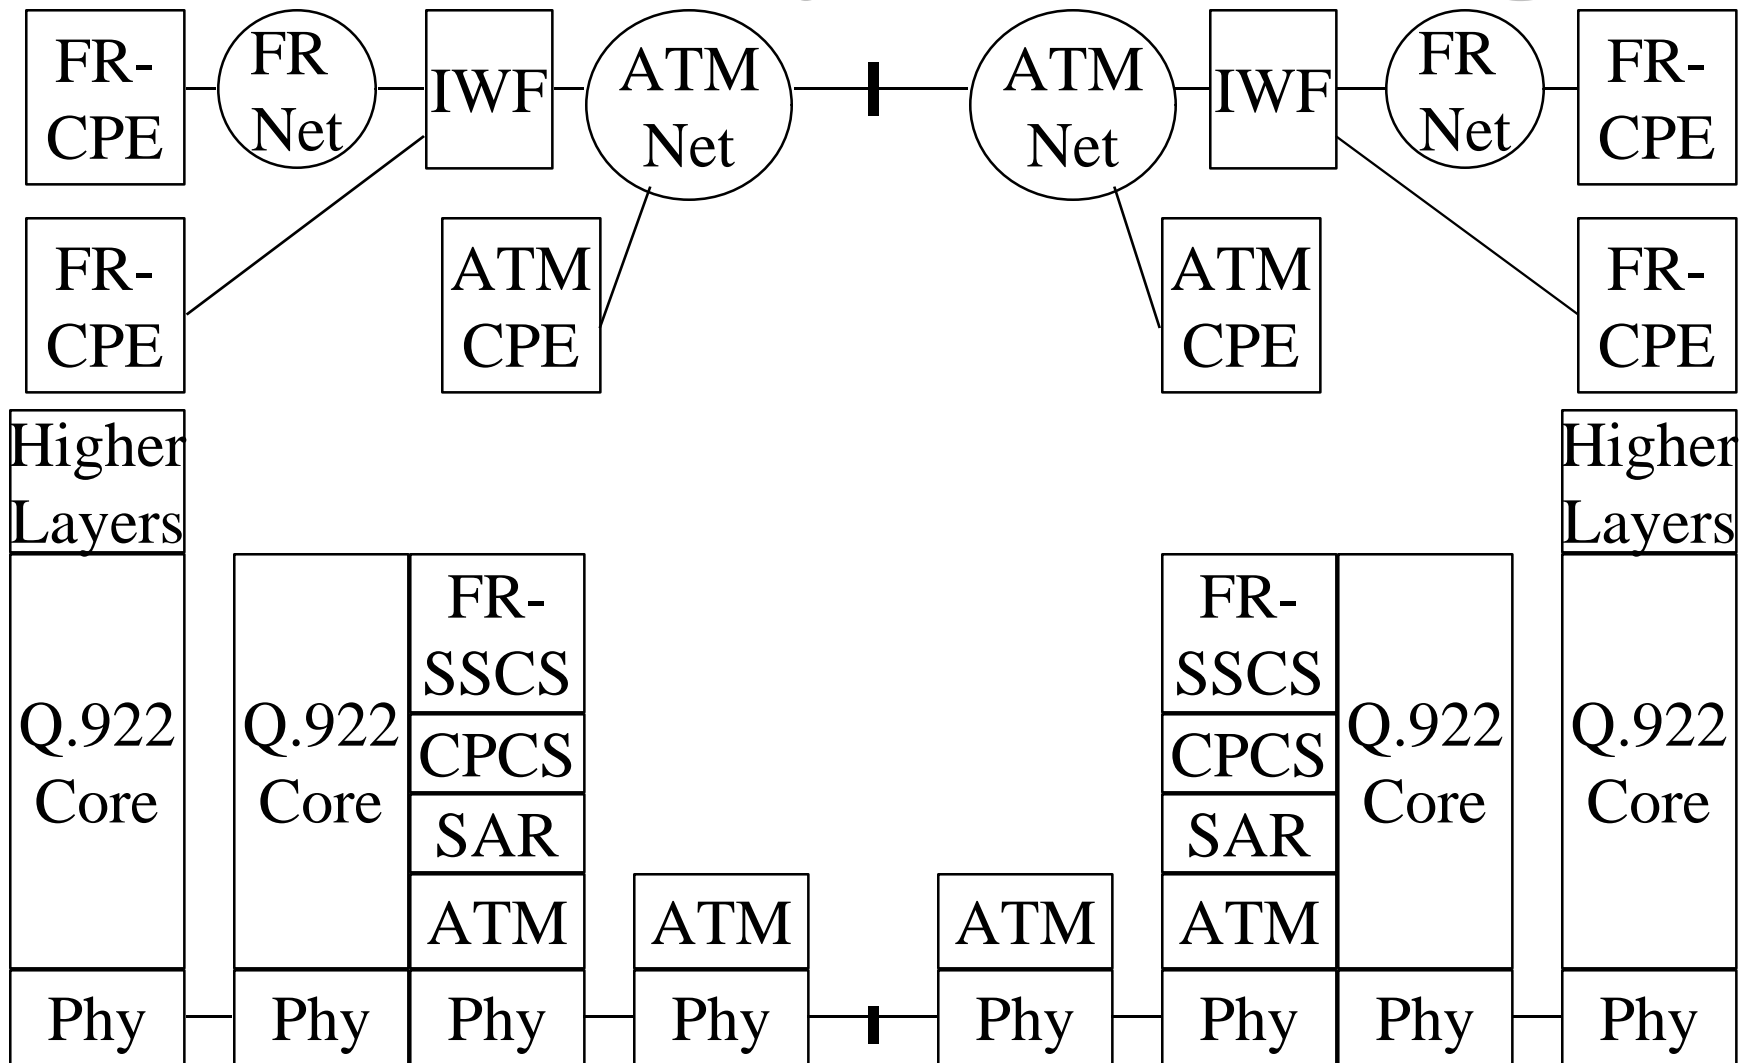 FR-
CPE
FR
Net
IWF
ATM
Net
ATM
Net
IWF
FR
Net
FR-
CPE
FR-
CPE
ATM
CPE
ATM
CPE
FR-
CPE
Higher
Layers
Higher
Layers
Q.922
Core
Q.922
Core
FR-
SSCS
CPCS
SAR
ATM
ATM
ATM
FR-
SSCS
CPCS
SAR
ATM
Q.922
Core
Q.922
Core
Phy
Phy
Phy
Phy
Phy
Phy
Phy
Phy